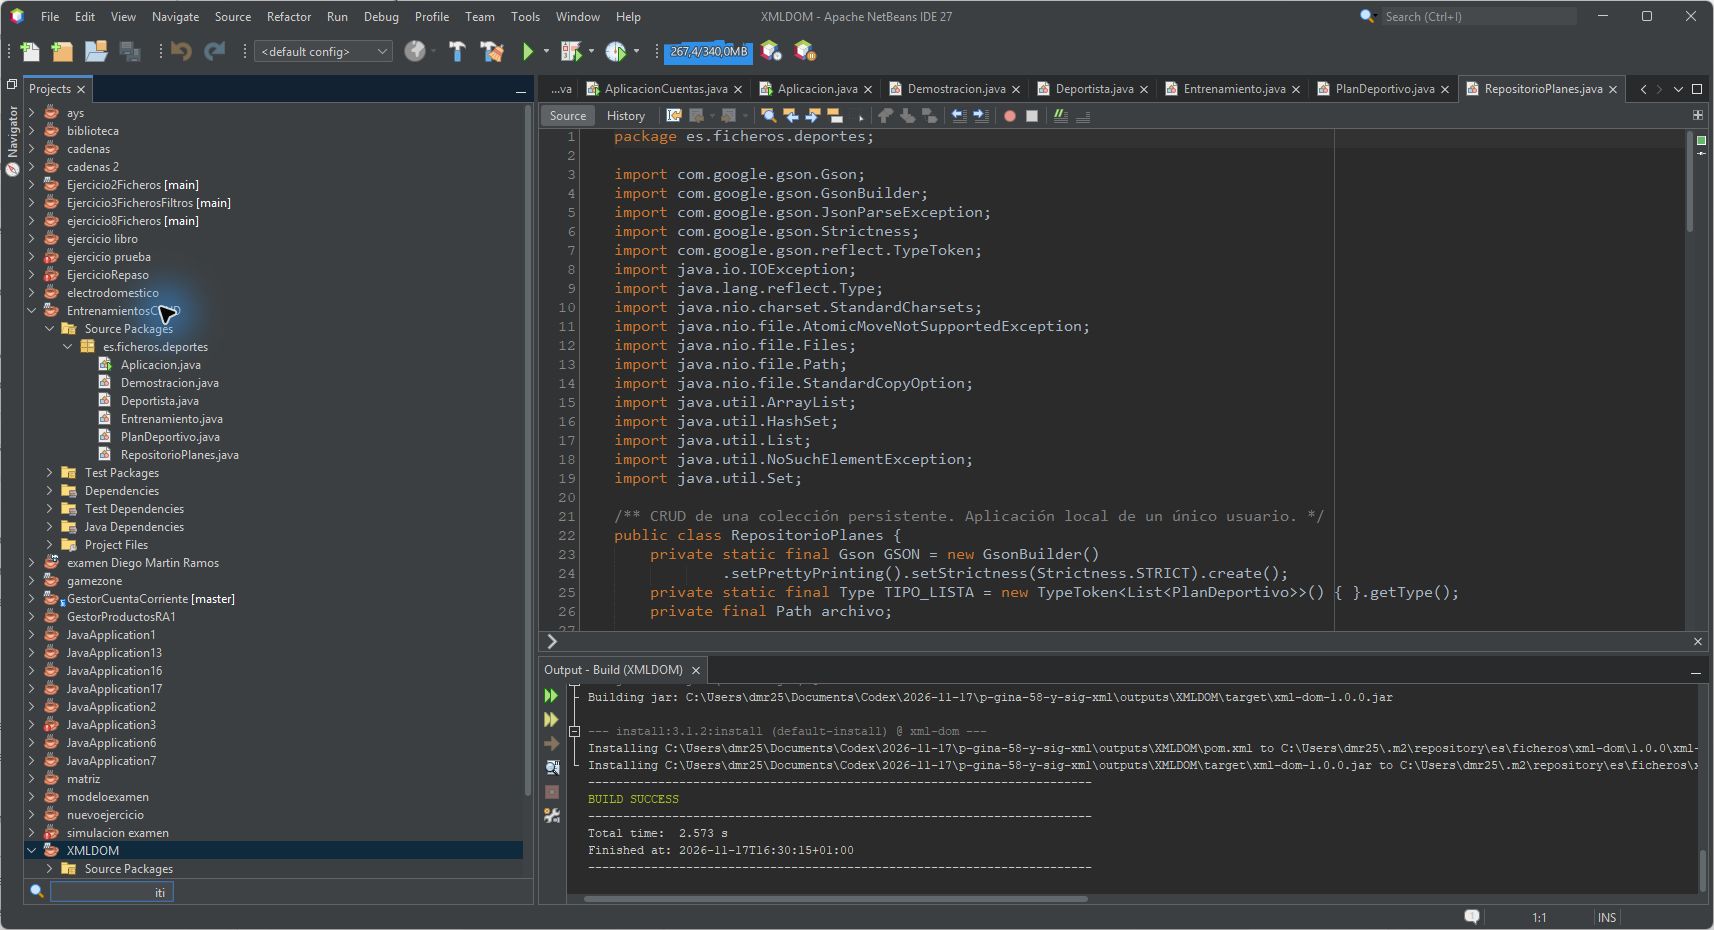 File Edit View Navigate Source Refactor Run Debug Profile Team Tools Window Help
XMLDOM - Apache NetBeans IDE 27
Search (Ctrl+I)
<default config>
267,4/340,0MB
Navigator
Projects
ays
biblioteca
cadenas
cadenas 2
Ejercicio2Ficheros [main]
Ejercicio3FicherosFiltros [main]
ejercicio8Ficheros [main]
ejercicio libro
ejercicio prueba
EjercicioRepaso
electrodomestico
Source Packages
es.ficheros.deportes
Aplicacion.java
Demostracion.java
Deportista.java
Entrenamiento.java
PlanDeportivo.java
RepositorioPlanes.java
Test Packages
Dependencies
Test Dependencies
Java Dependencies
Project Files
examen Diego Martin Ramos
gamezone
GestorCuentaCorriente [master]
GestorProductosRA1
JavaApplication1
JavaApplication13
JavaApplication16
JavaApplication17
JavaApplication2
JavaApplication3
JavaApplication6
JavaApplication7
matriz
modeloexamen
nuevoejercicio
simulacion examen
XMLDOM
Source Packages
iti
...va AplicacionCuentas.java Aplicacion.java Demostracion.java Deportista.java Entrenamiento.java PlanDeportivo.java RepositorioPlanes.java
Source History
1 package es.ficheros.deportes;
2
3 import com.google.gson.Gson;
4 import com.google.gson.GsonBuilder;
5 import com.google.gson.JsonParseException;
6 import com.google.gson.Strictness;
7 import com.google.gson.reflect.TypeToken;
8 import java.io.IOException;
9 import java.lang.reflect.Type;
10 import java.nio.charset.StandardCharsets;
11 import java.nio.file.AtomicMoveNotSupportedException;
12 import java.nio.file.Files;
13 import java.nio.file.Path;
14 import java.nio.file.StandardCopyOption;
15 import java.util.ArrayList;
16 import java.util.HashSet;
17 import java.util.List;
18 import java.util.NoSuchElementException;
19 import java.util.Set;
20
21 /** CRUD de una colección persistente. Aplicación local de un único usuario. */
22 public class RepositorioPlanes {
23 private static final Gson GSON = new GsonBuilder()
24 .setPrettyPrinting().setStrictness(Strictness.STRICT).create();
25 private static final Type TIPO_LISTA = new TypeToken<List<PlanDeportivo>>() { }.getType();
26 private final Path archivo;
27
Output - Build (XMLDOM)
Building jar: C:\Users\dmr25\Documents\Codex\2026-11-17\p-gina-58-y-sig-xml\outputs\XMLDOM\target\xml-dom-1.0.0.jar
--- install:3.1.2:install (default-install) @ xml-dom ---
Installing C:\Users\dmr25\Documents\Codex\2026-11-17\p-gina-58-y-sig-xml\outputs\XMLDOM\pom.xml to C:\Users\dmr25\.m2\repository\es\ficheros\xml-dom\1.0.0\xml-
Installing C:\Users\dmr25\Documents\Codex\2026-11-17\p-gina-58-y-sig-xml\outputs\XMLDOM\target\xml-dom-1.0.0.jar to C:\Users\dmr25\.m2\repository\es\ficheros\x
------------------------------------------------------------------------
BUILD SUCCESS
------------------------------------------------------------------------
Total time: 2.573 s
Finished at: 2026-11-17T16:30:15+01:00
------------------------------------------------------------------------
1:1 INS